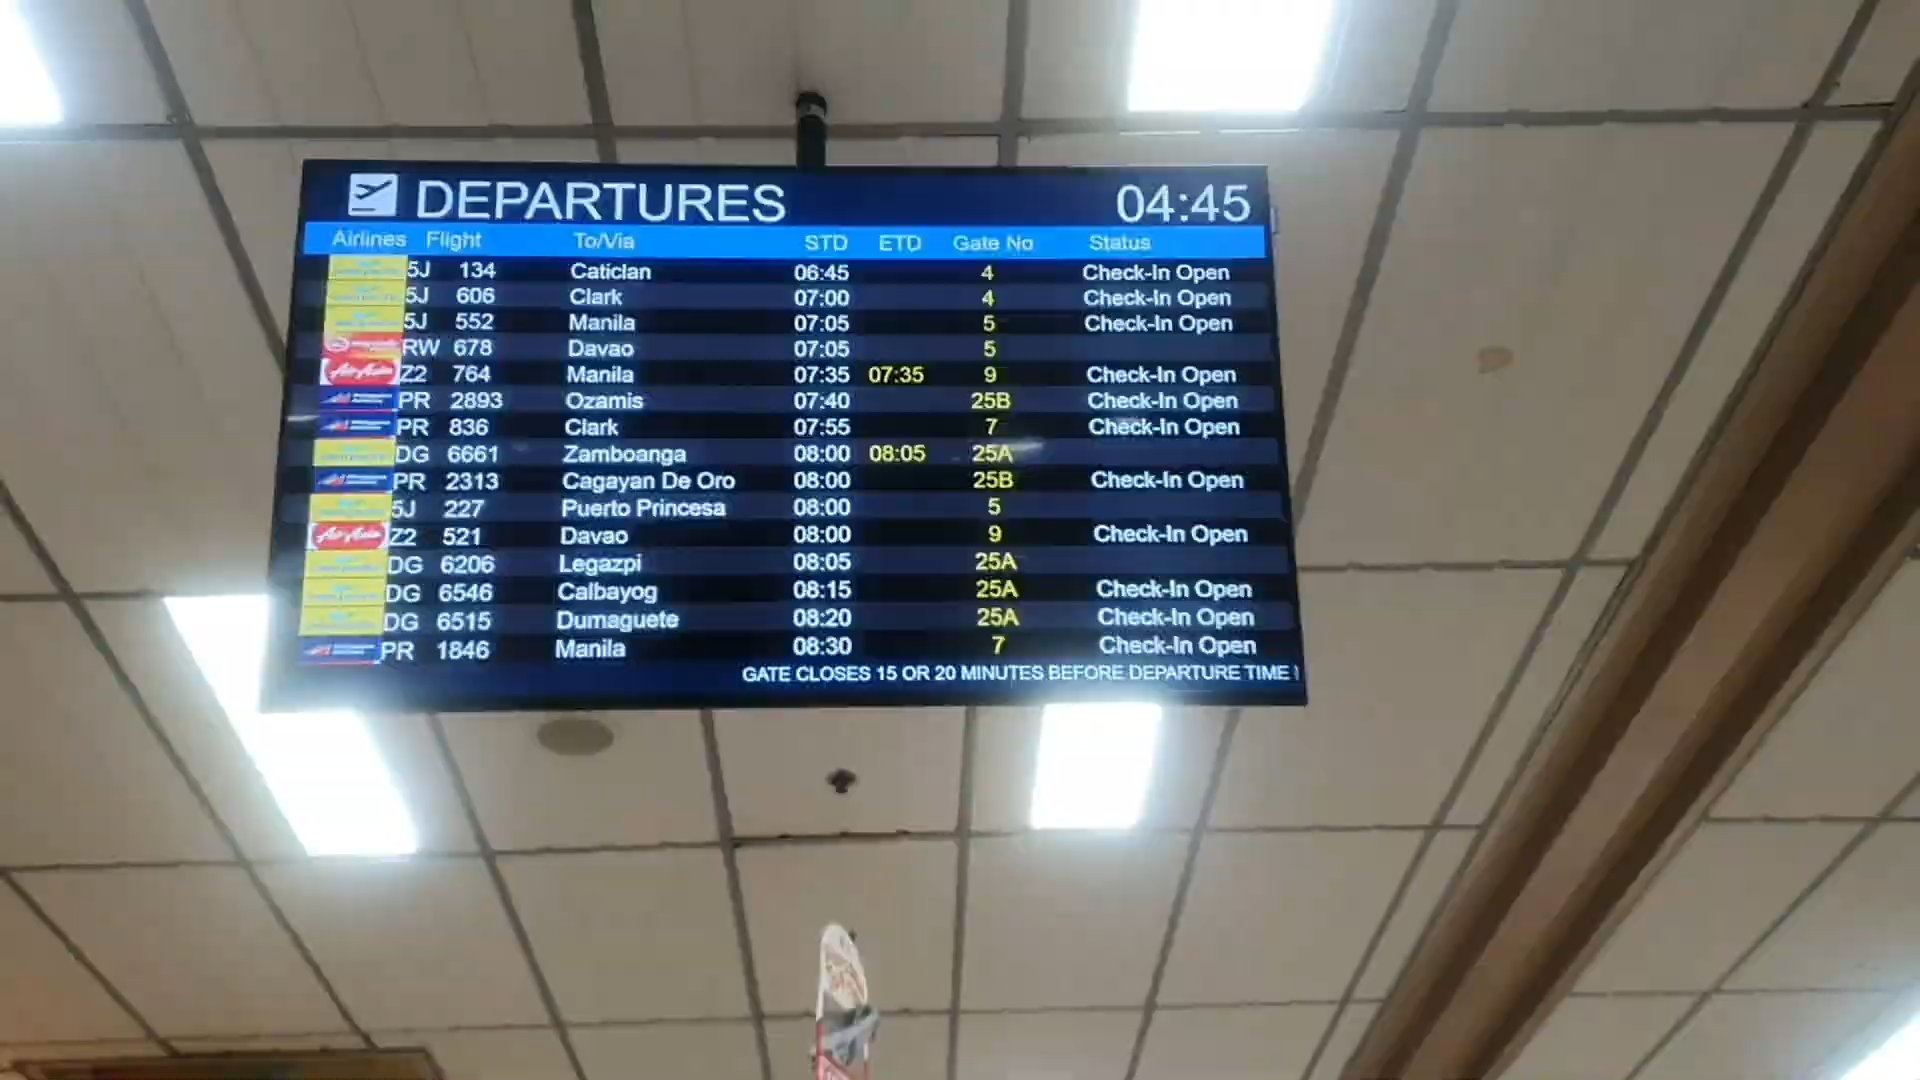 DEPARTURES 04:45
Airlines Flight To/Via STD ETD Gate No Status
5J 134 Caticlan 06:45 4 Check-In Open
5J 606 Clark 07:00 4 Check-In Open
5J 552 Manila 07:05 5 Check-In Open
RW 678 Davao 07:05 5
AirAsia Z2 764 Manila 07:35 07:35 9 Check-In Open
PR 2893 Ozamis 07:40 25B Check-In Open
PR 836 Clark 07:55 7 Check-In Open
DG 6661 Zamboanga 08:00 08:05 25A
PR 2313 Cagayan De Oro 08:00 25B Check-In Open
5J 227 Puerto Princesa 08:00 5
AirAsia Z2 521 Davao 08:00 9 Check-In Open
DG 6206 Legazpi 08:05 25A
DG 6546 Calbayog 08:15 25A Check-In Open
DG 6515 Dumaguete 08:20 25A Check-In Open
PR 1846 Manila 08:30 7 Check-In Open
GATE CLOSES 15 OR 20 MINUTES BEFORE DEPARTURE TIME